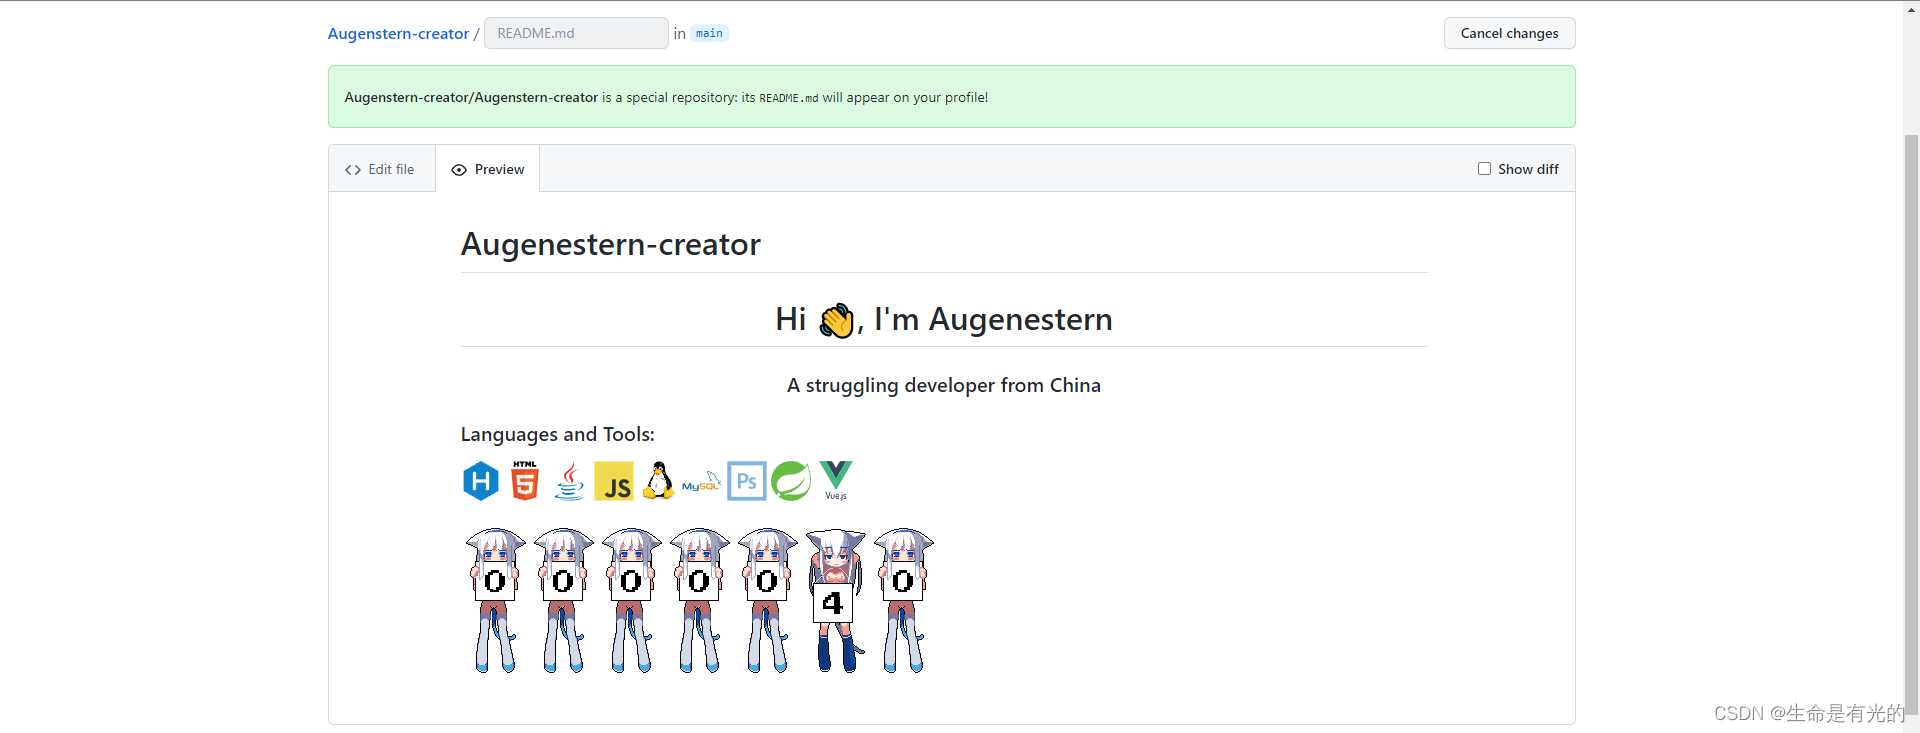 Augenstern-creator / README.md in main Cancel changes
Augenstern-creator/Augenstern-creator is a special repository: its README.md will appear on your profile!
Edit file Preview Show diff
Augenestern-creator
Hi 👋, I'm Augenestern
A struggling developer from China
Languages and Tools:
H HTML 5 JS MySQL Ps Vue.js
0 0 0 0 0 4 0
CSDN @生命是有光的